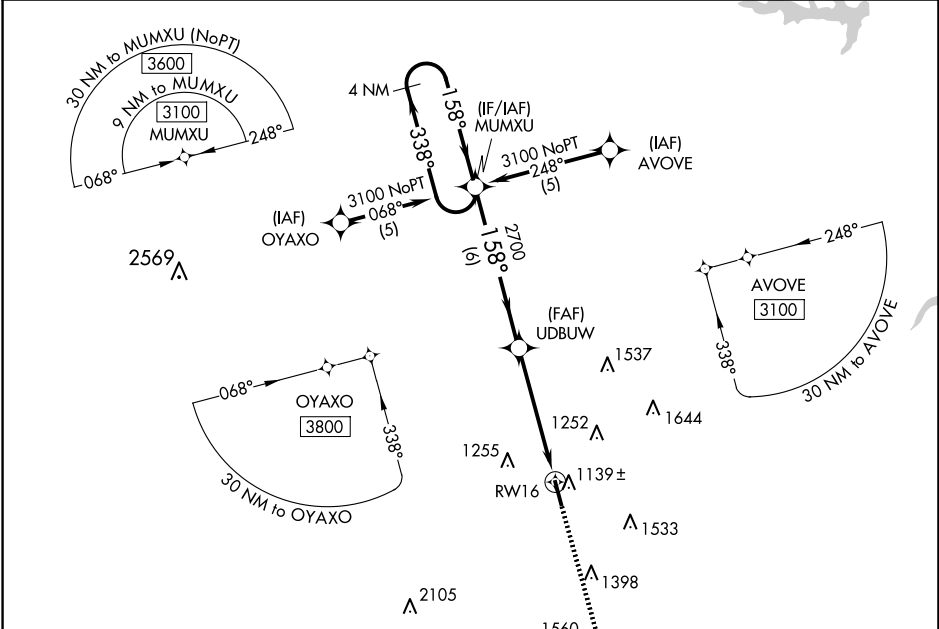 30 NM to MUMXU (NoPT)
3600
9 NM to MUMXU
3100
MUMXU
068°
248°
4 NM
158°
338°
(IF/IAF)
MUMXU
3100 NoPT
248°
(5)
(IAF)
AVOVE
3100 NoPT
068°
(5)
(IAF)
OYAXO
2569
2700
158°
(6)
248°
AVOVE
3100
338°
30 NM to AVOVE
(FAF)
UDBUW
1537
068°
OYAXO
3800
338°
30 NM to OYAXO
1644
1252
1255
RW16
1139±
1533
1398
2105
1560